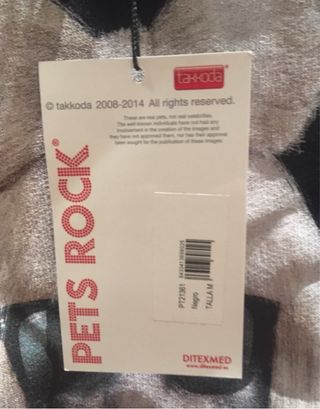 takkoda
© takkoda 2008-2014 All rights reserved.
These are real pets, not real celebrities.
The well-known individuals have not had any
involvement in the creation of the images and
they have not approved them, nor has their approval
been sought for the publication of these images.
PETS ROCK®
PT21361
Negro
TALLA M
DITEXMED
www.ditexmed.es